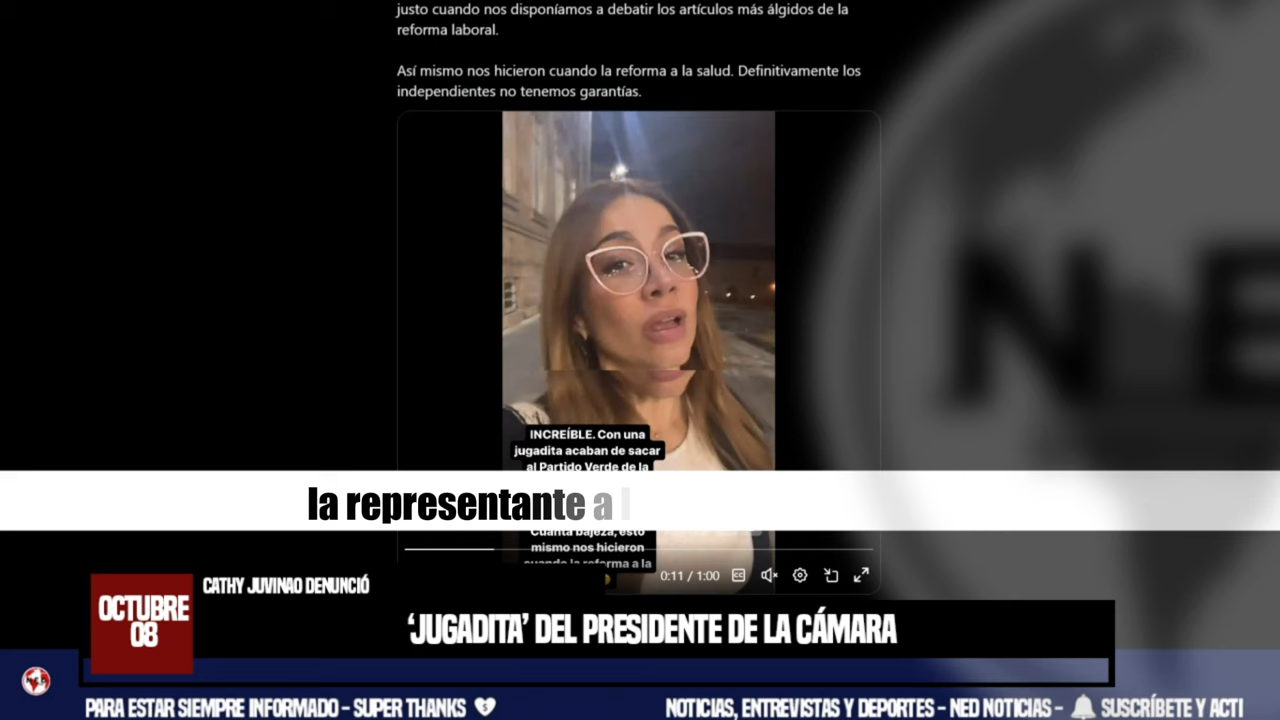 justo cuando nos disponíamos a debatir los artículos más álgidos de la
reforma laboral.
Así mismo nos hicieron cuando la reforma a la salud. Definitivamente los
independientes no tenemos garantías.
INCREÍBLE. Con una
jugadita acaban de sacar
al Partido Verde de la
la representante a l
Cuánta bajeza, esto
mismo nos hicieron
cuando la reforma a la
0:11 / 1:00
CATHY JUVINAO DENUNCIÓ
OCTUBRE
08
‘JUGADITA’ DEL PRESIDENTE DE LA CÁMARA
PARA ESTAR SIEMPRE INFORMADO - SUPER THANKS
NOTICIAS, ENTREVISTAS Y DEPORTES - NED NOTICIAS - SUSCRÍBETE Y ACTI
N E